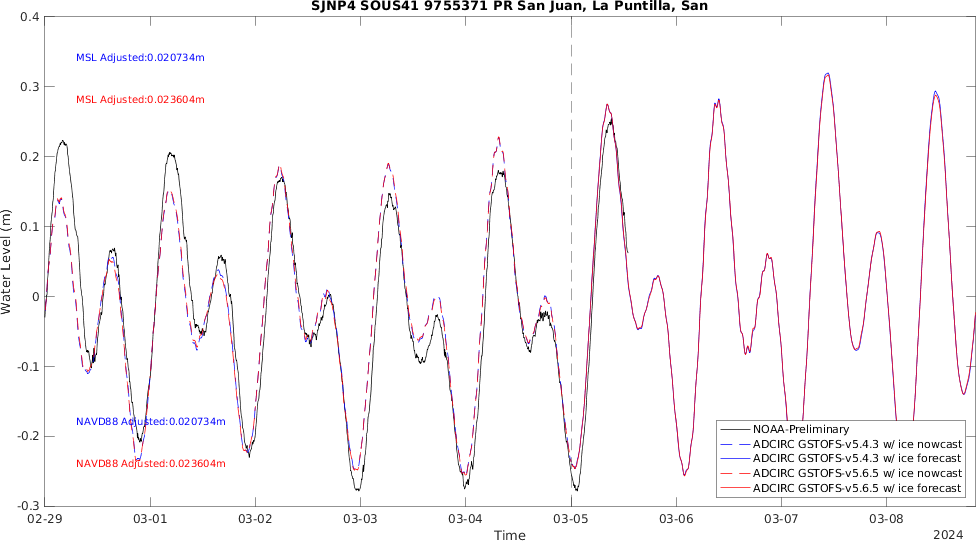 SJNP4 SOUS41 9755371 PR San Juan, La Puntilla, San
0.4
0.3
0.2
0.1
0
-0.1
-0.2
-0.3
Water Level (m)
MSL Adjusted:0.020734m
MSL Adjusted:0.023604m
NAVD88 Adjusted:0.020734m
NAVD88 Adjusted:0.023604m
NOAA-Preliminary
ADCIRC GSTOFS-v5.4.3 w/ ice nowcast
ADCIRC GSTOFS-v5.4.3 w/ ice forecast
ADCIRC GSTOFS-v5.6.5 w/ ice nowcast
ADCIRC GSTOFS-v5.6.5 w/ ice forecast
02-29 03-01 03-02 03-03 03-04 03-05 03-06 03-07 03-08
Time
2024